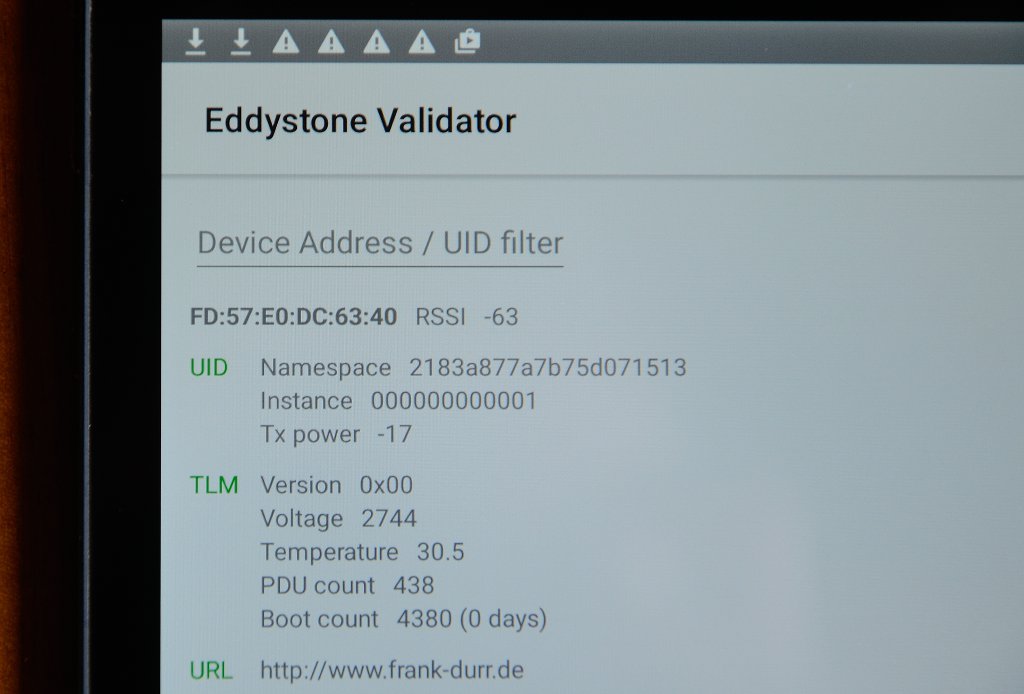 Eddystone Validator
Device Address / UID filter
FD:57:E0:DC:63:40 RSSI -63
UID Namespace 2183a877a7b75d071513
Instance 000000000001
Tx power -17
TLM Version 0x00
Voltage 2744
Temperature 30.5
PDU count 438
Boot count 4380 (0 days)
URL http://www.frank-durr.de